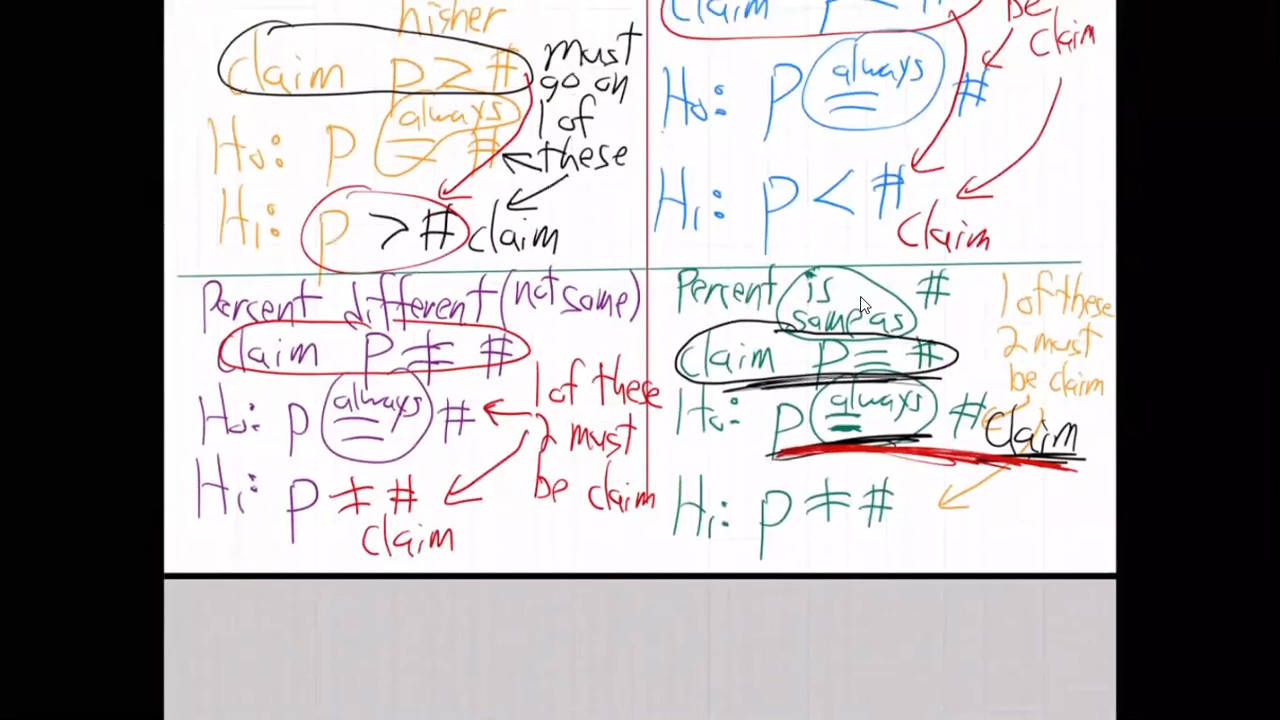 higher
claim p > #
H₀: p always = #
H₁: p > # claim
must
go on
1 of
these
claim p < #
be
claim
H₀: p always = #
H₁: p < #
claim
Percent different (not same)
claim p ≠ #
H₀: p always = #
H₁: p ≠ #
claim
1 of these
2 must
be claim
Percent is #
same as
claim p = #
H₀: p always = # claim
H₁: p ≠ #
1 of these
2 must
be claim